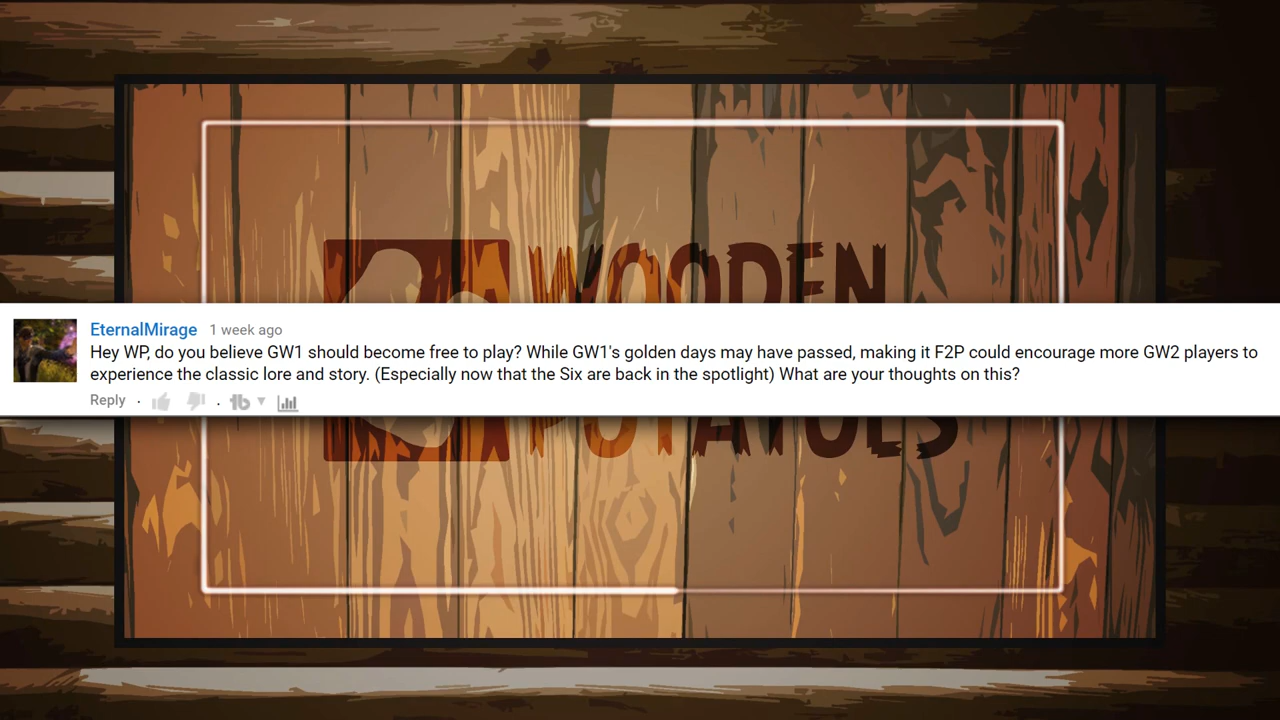 WOODEN
EternalMirage 1 week ago
Hey WP, do you believe GW1 should become free to play? While GW1's golden days may have passed, making it F2P could encourage more GW2 players to
experience the classic lore and story. (Especially now that the Six are back in the spotlight) What are your thoughts on this?
Reply
POTATOES